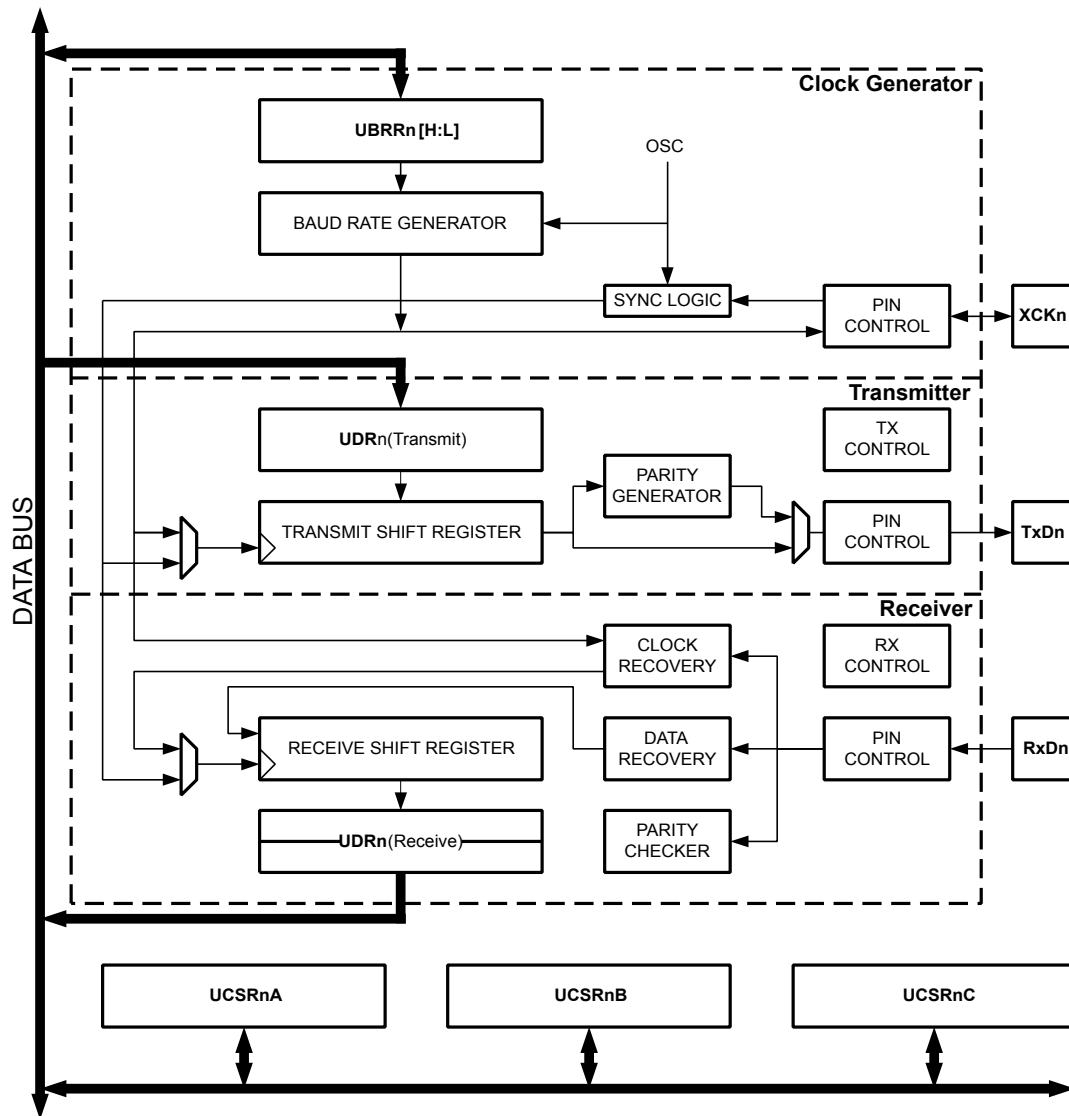 Clock Generator
UBRRn [H:L]
OSC
BAUD RATE GENERATOR
SYNC LOGIC
PIN
CONTROL
XCKn
Transmitter
UDRn(Transmit)
TX
CONTROL
PARITY
GENERATOR
TRANSMIT SHIFT REGISTER
PIN
CONTROL
TxDn
DATA BUS
Receiver
CLOCK
RECOVERY
RX
CONTROL
RECEIVE SHIFT REGISTER
DATA
RECOVERY
PIN
CONTROL
RxDn
UDRn(Receive)
PARITY
CHECKER
UCSRnA
UCSRnB
UCSRnC